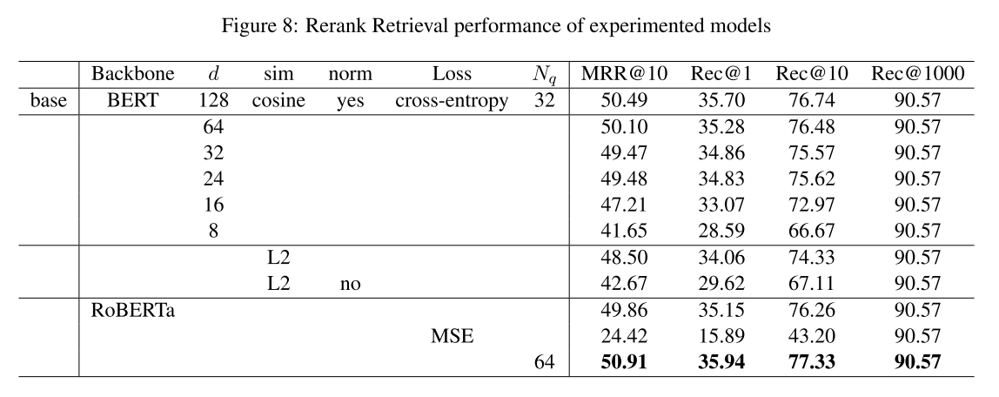 Figure 8: Rerank Retrieval performance of experimented models
Backbone d sim norm Loss Nq MRR@10 Rec@1 Rec@10 Rec@1000
base BERT 128 cosine yes cross-entropy 32 50.49 35.70 76.74 90.57
64 50.10 35.28 76.48 90.57
32 49.47 34.86 75.57 90.57
24 49.48 34.83 75.62 90.57
16 47.21 33.07 72.97 90.57
8 41.65 28.59 66.67 90.57
L2 48.50 34.06 74.33 90.57
L2 no 42.67 29.62 67.11 90.57
RoBERTa 49.86 35.15 76.26 90.57
MSE 24.42 15.89 43.20 90.57
64 50.91 35.94 77.33 90.57